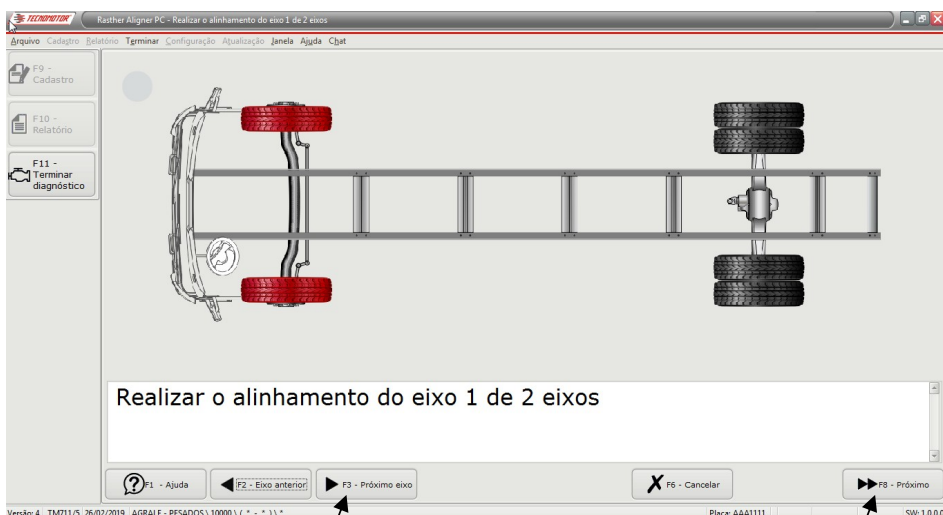 TECNOMOTOR Rasther Aligner PC - Realizar o alinhamento do eixo 1 de 2 eixos
Arquivo Cadastro Relatório Terminar Configuração Atualização Janela Ajuda Chat
F9 -
Cadastro
F10 -
Relatório
F11 -
Terminar
diagnóstico
Realizar o alinhamento do eixo 1 de 2 eixos
F1 - Ajuda F2 - Eixo anterior F3 - Próximo eixo F6 - Cancelar F8 - Próximo
Versão: 4 TM711/5 26/02/2019 AGRALE - PESADOS \ 10000 \ ( * - * ) \ * Placa: AAA1111 SW: 1.0.0.0